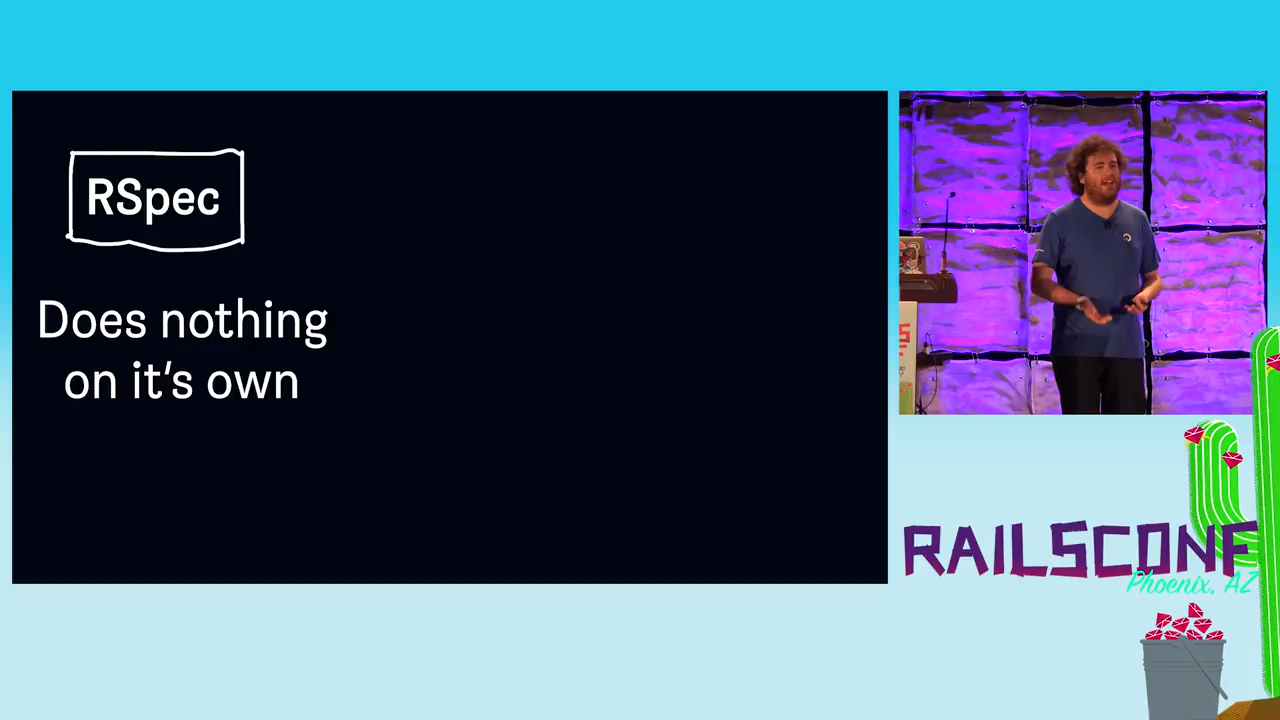 RSpec
Does nothing
on it's own
RAILSCONF
Phoenix, AZ